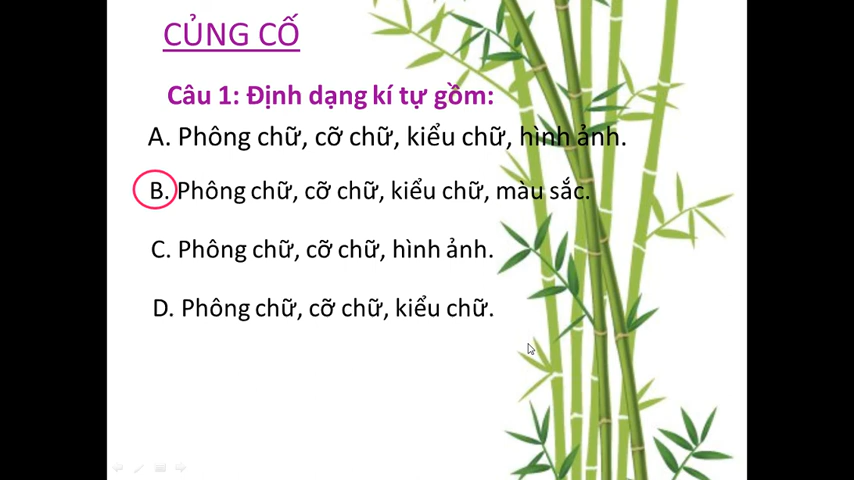 CỦNG CỐ
Câu 1: Định dạng kí tự gồm:
A. Phông chữ, cỡ chữ, kiểu chữ, hình ảnh.
B. Phông chữ, cỡ chữ, kiểu chữ, màu sắc.
C. Phông chữ, cỡ chữ, hình ảnh.
D. Phông chữ, cỡ chữ, kiểu chữ.